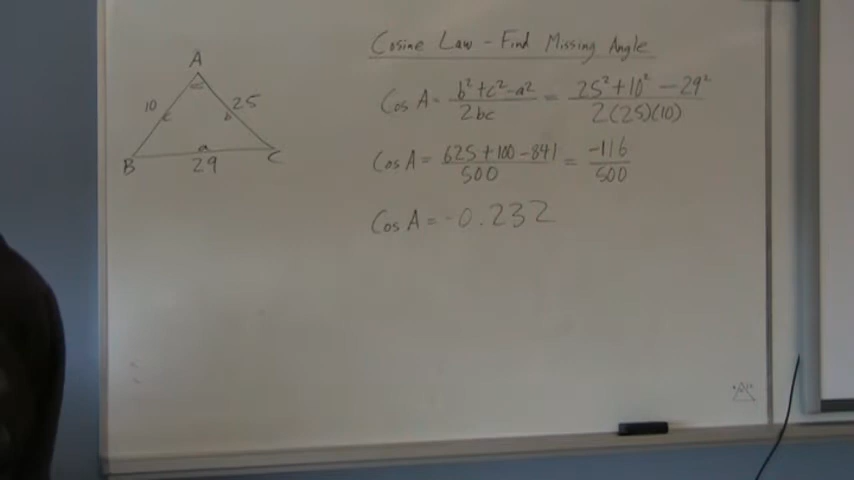 Cosine Law - Find Missing Angle
A
10
c
25
b
a
B
29
C
Cos A = b²+c²-a² / 2bc = 25²+10²-29² / 2(25)(10)
Cos A = 625+100-841 / 500 = -116 / 500
Cos A = -0.232